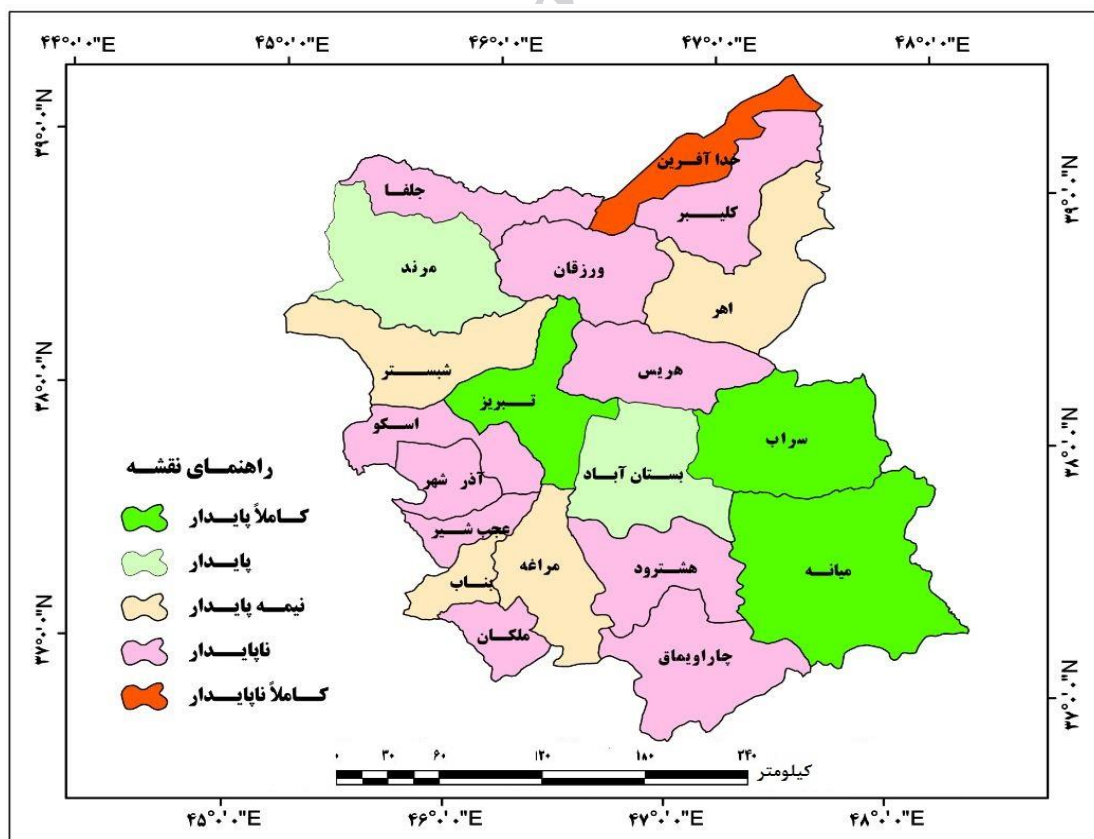 ۴۴°۰'۰"E ۴۵°۰'۰"E ۴۶°۰'۰"E ۴۷°۰'۰"E ۴۸°۰'۰"E
۳۹°۰'۰"N
۳۹°۰'۰"N
خدا آفرین
جلفا
کلیبر
مرند
ورزقان
اهر
۳۸°۰'۰"N
شبستر
هریس
تبریز
اسکو
سراب
۳۸°۰'۰"N
بستان آباد
آذر شهر
عجب شیر
مراغه
هشترود
میانه
بناب
۳۷°۰'۰"N
ملکان
چاراویماق
۳۷°۰'۰"N
راهنمای نقشه
کاملاً پایدار
پایدار
نیمه پایدار
ناپایدار
کاملاً ناپایدار
۰ ۳۰ ۶۰ ۱۲۰ ۱۸۰ ۲۴۰
کیلومتر
۴۵°۰'۰"E ۴۶°۰'۰"E ۴۷°۰'۰"E ۴۸°۰'۰"E